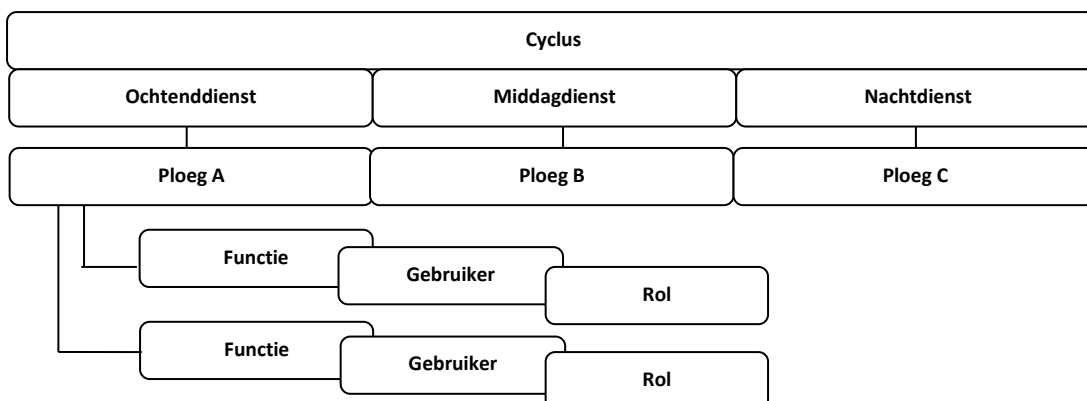 Cyclus
Ochtenddienst
Middagdienst
Nachtdienst
Ploeg A
Ploeg B
Ploeg C
Functie
Gebruiker
Rol
Functie
Gebruiker
Rol